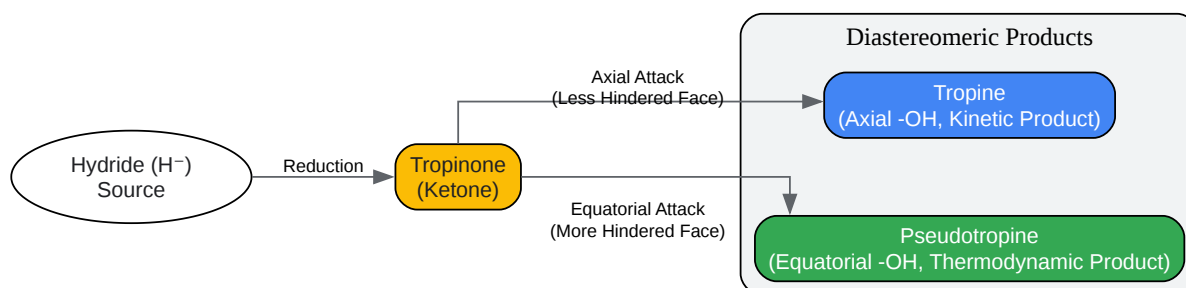 Diastereomeric Products
Axial Attack
(Less Hindered Face)
Tropine
(Axial -OH, Kinetic Product)
Hydride (H⁻)
Source
Reduction
Tropinone
(Ketone)
Equatorial Attack
(More Hindered Face)
Pseudotropine
(Equatorial -OH, Thermodynamic Product)